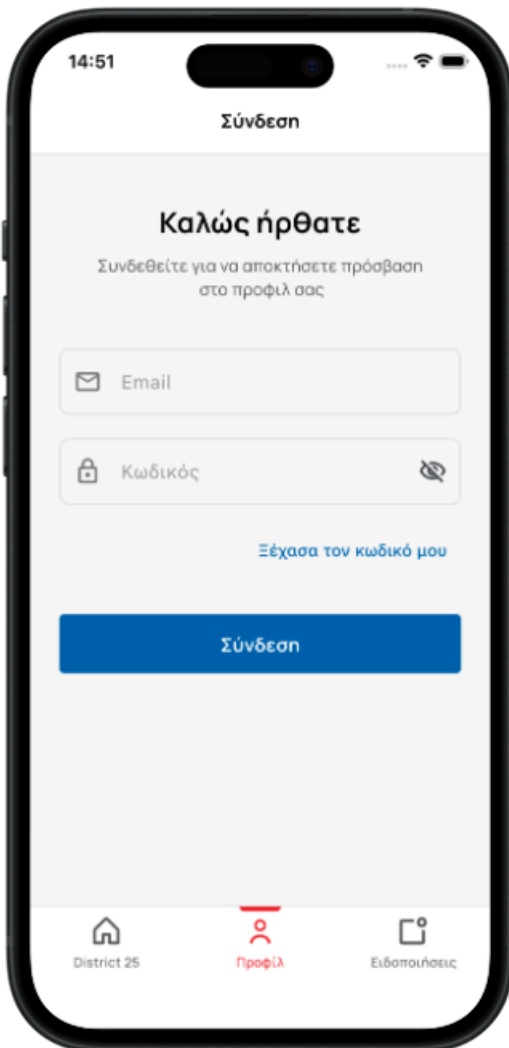 14:51
Σύνδεση
Καλώς ήρθατε
Συνδεθείτε για να αποκτήσετε πρόσβαση
στο προφιλ σας
Email
Κωδικός
Ξέχασα τον κωδικό μου
Σύνδεση
District 25
Προφίλ
Ειδοποιήσεις